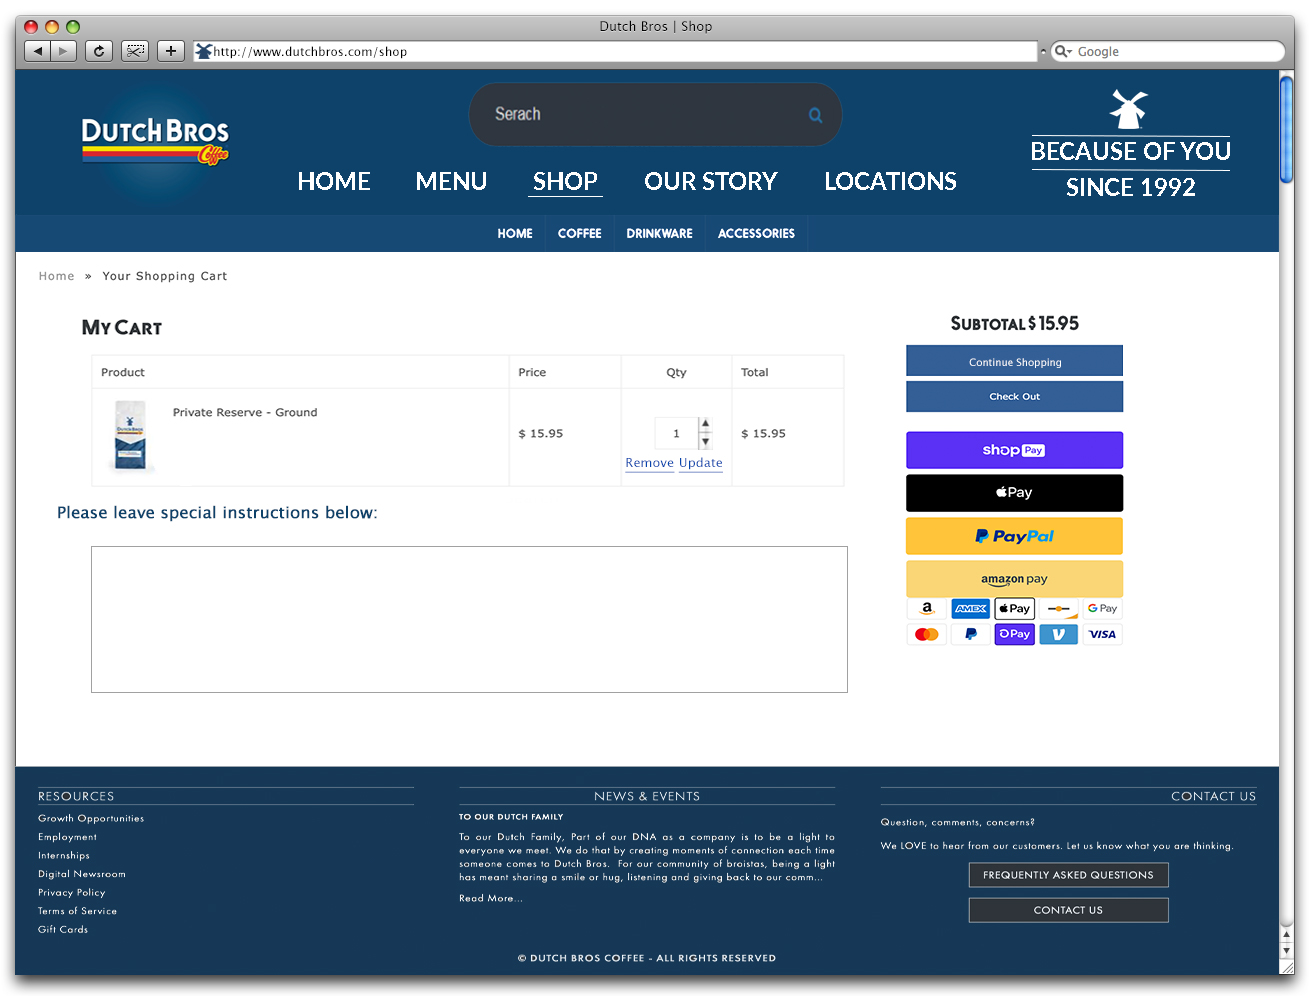 Dutch Bros | Shop
http://www.dutchbros.com/shop
Google
DUTCH BROS
Coffee
Serach
BECAUSE OF YOU
SINCE 1992
HOME MENU SHOP OUR STORY LOCATIONS
HOME COFFEE DRINKWARE ACCESSORIES
Home » Your Shopping Cart
MY CART
Product Price Qty Total
DUTCH BROS
Private Reserve - Ground
$ 15.95
1
$ 15.95
Remove Update
Please leave special instructions below:
SUBTOTAL $ 15.95
Continue Shopping
Check Out
shop Pay
Pay
PayPal
amazon pay
a AMEX Pay G Pay
P Pay V VISA
RESOURCES
Growth Opportunities
Employment
Internships
Digital Newsroom
Privacy Policy
Terms of Service
Gift Cards
NEWS & EVENTS
TO OUR DUTCH FAMILY
To our Dutch Family, Part of our DNA as a company is to be a light to
everyone we meet. We do that by creating moments of connection each time
someone comes to Dutch Bros. For our community of broistas, being a light
has meant sharing a smile or hug, listening and giving back to our comm...
Read More...
CONTACT US
Question, comments, concerns?
We LOVE to hear from our customers. Let us know what you are thinking.
FREQUENTLY ASKED QUESTIONS
CONTACT US
© DUTCH BROS COFFEE - ALL RIGHTS RESERVED